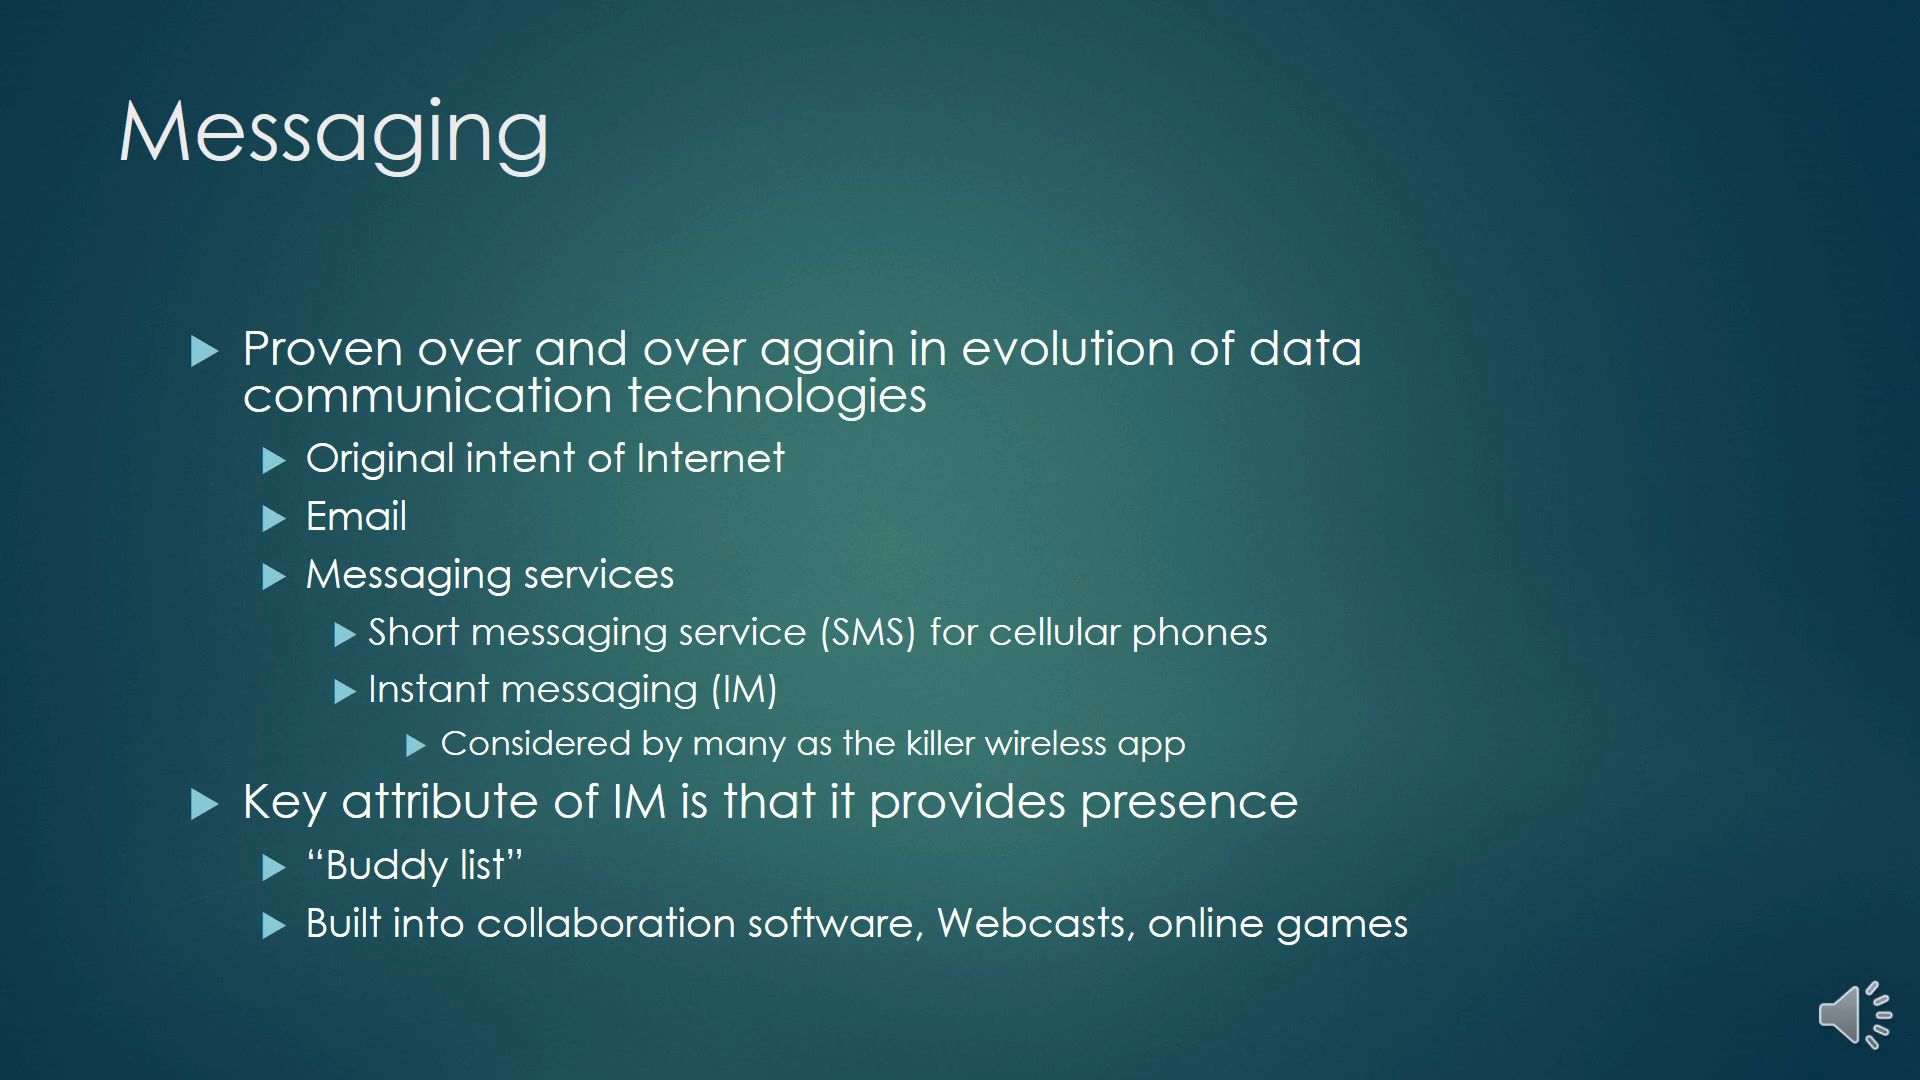 Messaging
Proven over and over again in evolution of data
communication technologies
Original intent of Internet
Email
Messaging services
Short messaging service (SMS) for cellular phones
Instant messaging (IM)
Considered by many as the killer wireless app
Key attribute of IM is that it provides presence
“Buddy list”
Built into collaboration software, Webcasts, online games